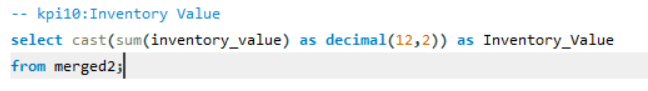 -- kpi10:Inventory Value
select cast(sum(inventory_value) as decimal(12,2)) as Inventory_Value
from merged2;